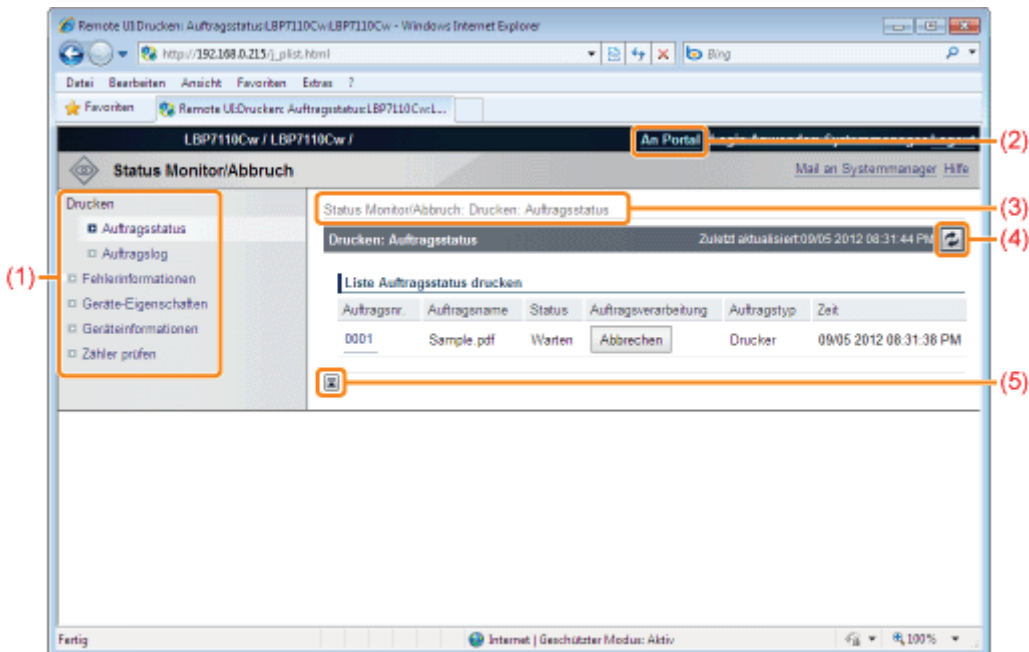 Remote UI:Drucken: Auftragsstatus:LBP7110Cw:LBP7110Cw - Windows Internet Explorer
http://192.168.0.215/j_plist.html
Bing
Datei Bearbeiten Ansicht Favoriten Extras ?
Favoriten Remote UI:Drucken: Auftragsstatus:LBP7110Cw:L...
LBP7110Cw / LBP7110Cw /
An Portal
(2)
Status Monitor/Abbruch
Mail an Systemmanager Hilfe
(1)
Drucken
Auftragsstatus
Auftragslog
Fehlerinformationen
Geräte-Eigenschaften
Geräteinformationen
Zähler prüfen
Status Monitor/Abbruch: Drucken: Auftragsstatus
(3)
Drucken: Auftragsstatus
Zuletzt aktualisiert:09/05 2012 08:31:44 PM
(4)
Liste Auftragsstatus drucken
Auftragsnr. Auftragsname Status Auftragsverarbeitung Auftragstyp Zeit
0001 Sample.pdf Warten Abbrechen Drucker 09/05 2012 08:31:38 PM
(5)
Fertig
Internet | Geschützter Modus: Aktiv
100%